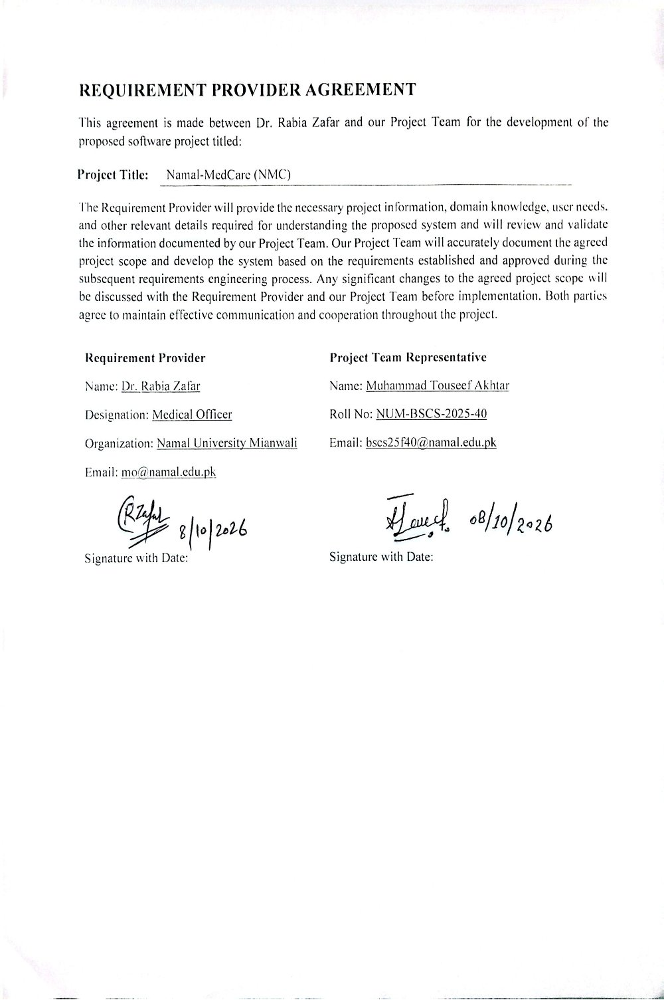 REQUIREMENT PROVIDER AGREEMENT
This agreement is made between Dr. Rabia Zafar and our Project Team for the development of the
proposed software project titled:
Project Title: Namal-MedCare (NMC)
The Requirement Provider will provide the necessary project information, domain knowledge, user needs,
and other relevant details required for understanding the proposed system and will review and validate
the information documented by our Project Team. Our Project Team will accurately document the agreed
project scope and develop the system based on the requirements established and approved during the
subsequent requirements engineering process. Any significant changes to the agreed project scope will
be discussed with the Requirement Provider and our Project Team before implementation. Both parties
agree to maintain effective communication and cooperation throughout the project.
Requirement Provider
Name: Dr. Rabia Zafar
Designation: Medical Officer
Organization: Namal University Mianwali
Email: mo@namal.edu.pk
RZafar 8/10/2026
Signature with Date:
Project Team Representative
Name: Muhammad Touseef Akhtar
Roll No: NUM-BSCS-2025-40
Email: bscs25f40@namal.edu.pk
08/10/2026
Signature with Date: